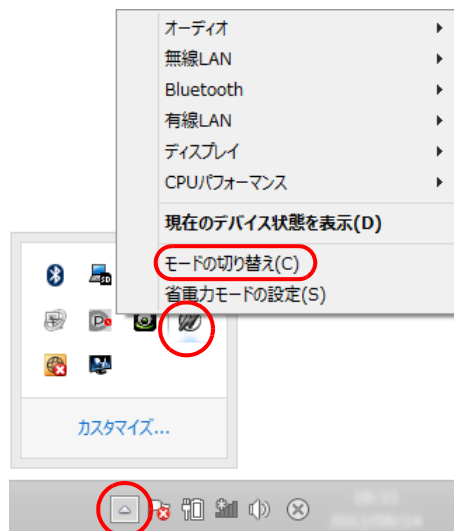 オーディオ
無線LAN
Bluetooth
有線LAN
ディスプレイ
CPUパフォーマンス
現在のデバイス状態を表示(D)
モードの切り替え(C)
省電力モードの設定(S)
カスタマイズ...